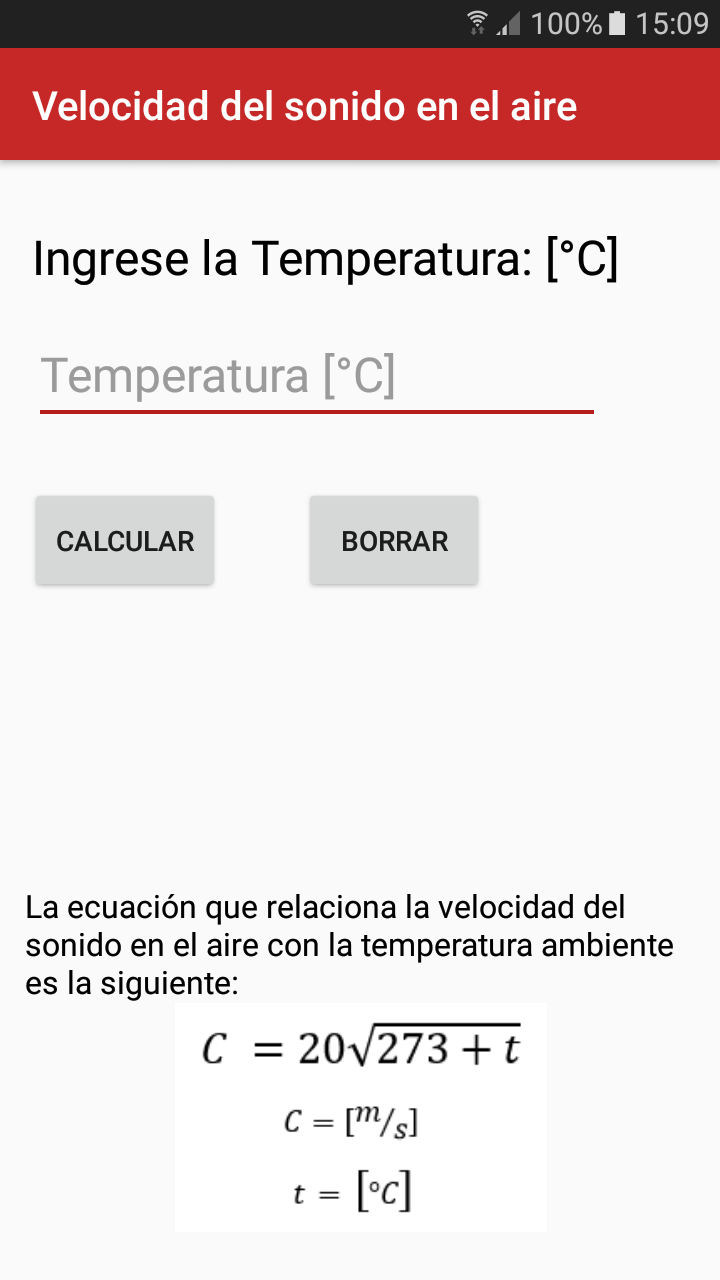 100% 15:09
Velocidad del sonido en el aire
Ingrese la Temperatura: [°C]
Temperatura [°C]
CALCULAR BORRAR
La ecuación que relaciona la velocidad del
sonido en el aire con la temperatura ambiente
es la siguiente:
C = 20√273 + t
C = [m/s]
t = [°C]